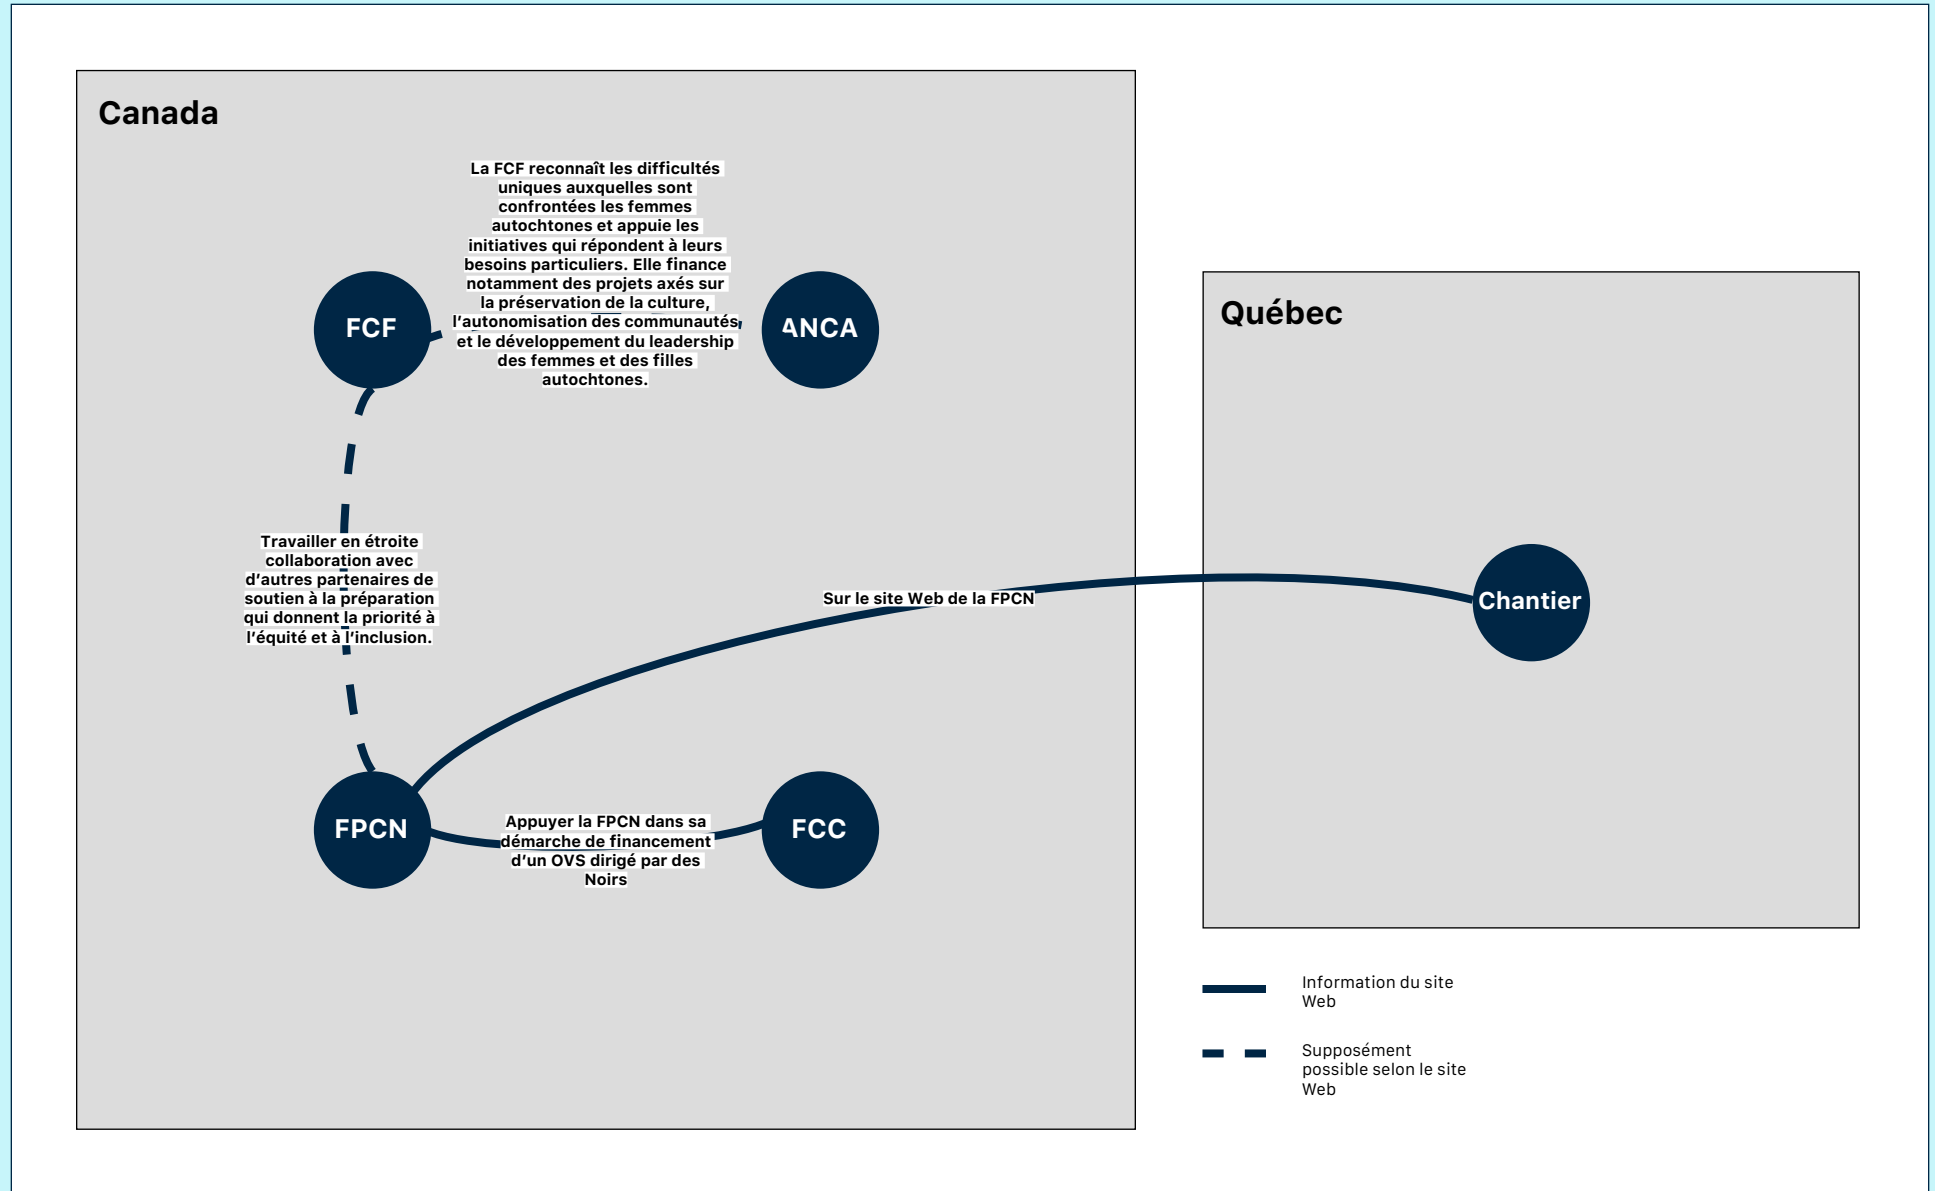 Canada
La FCF reconnaît les difficultés
uniques auxquelles sont
confrontées les femmes
autochtones et appuie les
initiatives qui répondent à leurs
besoins particuliers. Elle finance
notamment des projets axés sur
la préservation de la culture,
l'autonomisation des communautés
et le développement du leadership
des femmes et des filles
autochtones.
FCF
ANCA
Québec
Travailler en étroite
collaboration avec
d'autres partenaires de
soutien à la préparation
qui donnent la priorité à
l'équité et à l'inclusion.
Sur le site Web de la FPCN
Chantier
FPCN
Appuyer la FPCN dans sa
démarche de financement
d'un OVS dirigé par des
Noirs
FCC
Information du site
Web
Supposément
possible selon le site
Web